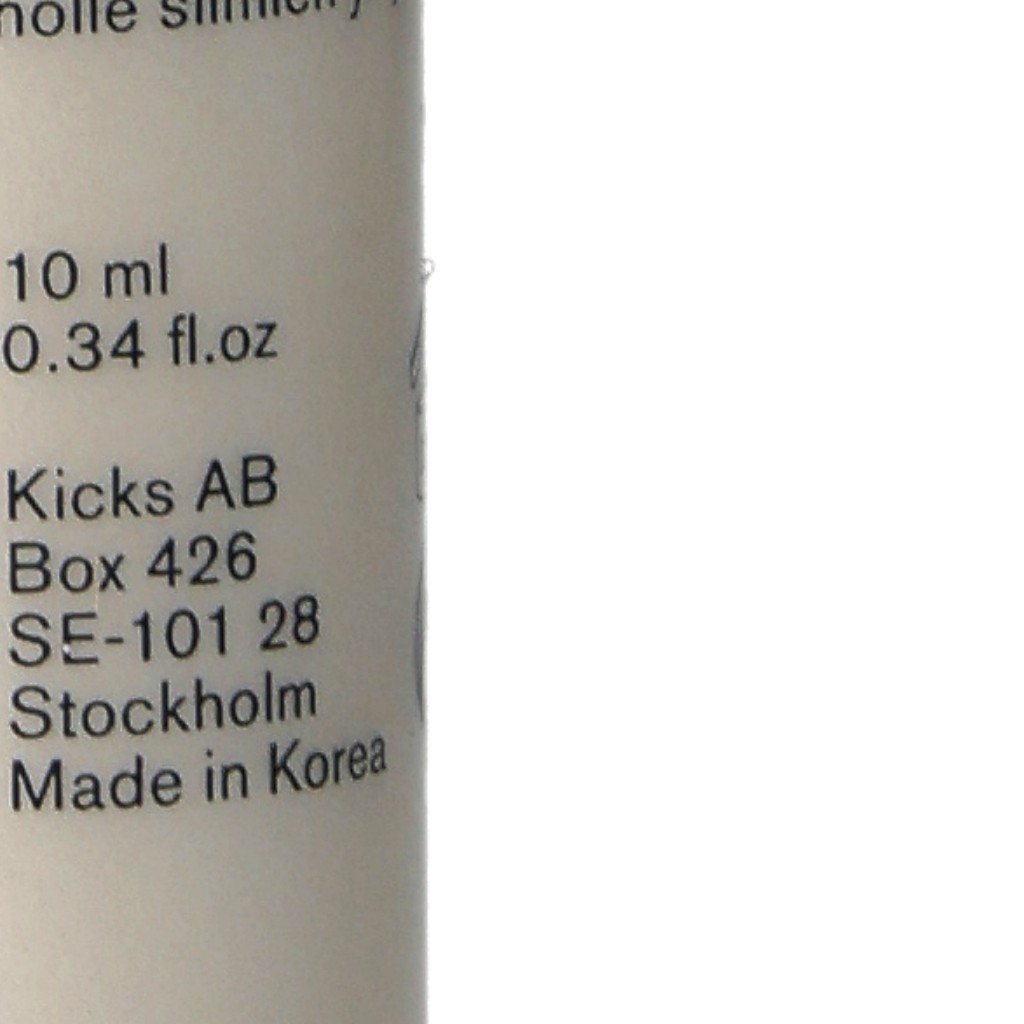 10 ml
0.34 fl.oz
Kicks AB
Box 426
SE-101 28
Stockholm
Made in Korea